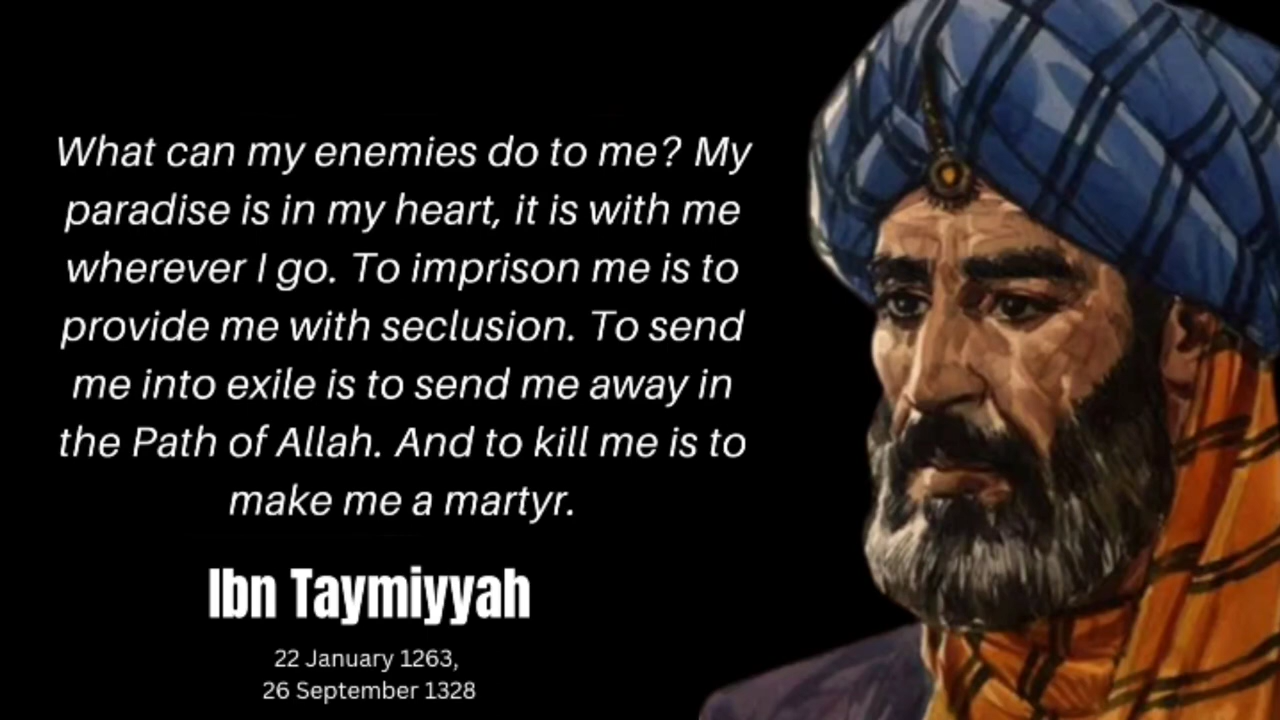 What can my enemies do to me? My
paradise is in my heart, it is with me
wherever I go. To imprison me is to
provide me with seclusion. To send
me into exile is to send me away in
the Path of Allah. And to kill me is to
make me a martyr.
Ibn Taymiyyah
22 January 1263,
26 September 1328